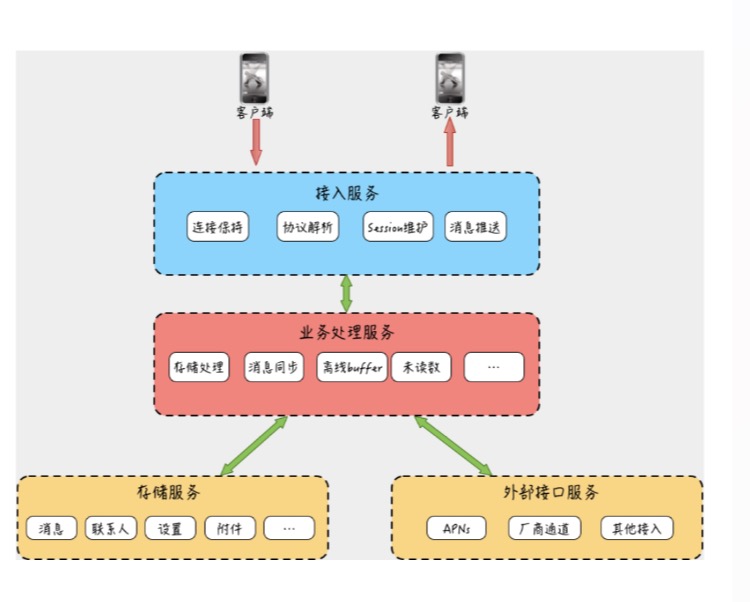 客户端 客户端
接入服务
连接保持 协议解析 Session维护 消息推送
业务处理服务
存储处理 消息同步 离线buffer 未读数 …
存储服务
消息 联系人 设置 附件 …
外部接口服务
APNs 厂商通道 其他接入